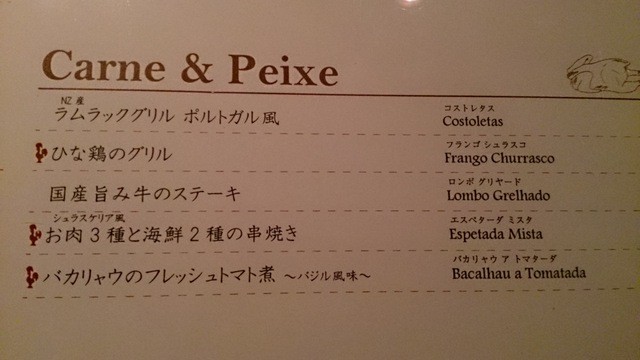 Carne & Peixe
NZ産
ラムラックグリル ポルトガル風
コストレタス
Costoletas
ひな鶏のグリル
フランゴ シュラスコ
Frango Churrasco
国産旨み牛のステーキ
ロンボ グリヤード
Lombo Grelhado
シュラスケリア風
お肉3種と海鮮2種の串焼き
エスペターダ ミスタ
Espetada Mista
バカリャウのフレッシュトマト煮 ～バジル風味～
バカリャウ ア トマターダ
Bacalhau a Tomatada